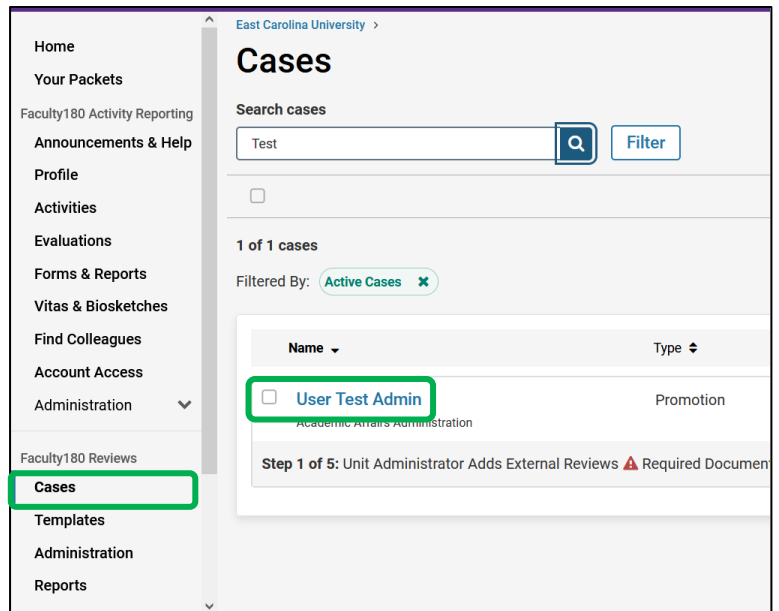 Home
Your Packets
Faculty180 Activity Reporting
Announcements & Help
Profile
Activities
Evaluations
Forms & Reports
Vitas & Biosketches
Find Colleagues
Account Access
Administration
Faculty180 Reviews
Cases
Templates
Administration
Reports
East Carolina University >
Cases
Search cases
Test
Filter
1 of 1 cases
Filtered By: Active Cases
Name
Type
User Test Admin
Promotion
Academic Affairs Administration
Step 1 of 5: Unit Administrator Adds External Reviews Required Document